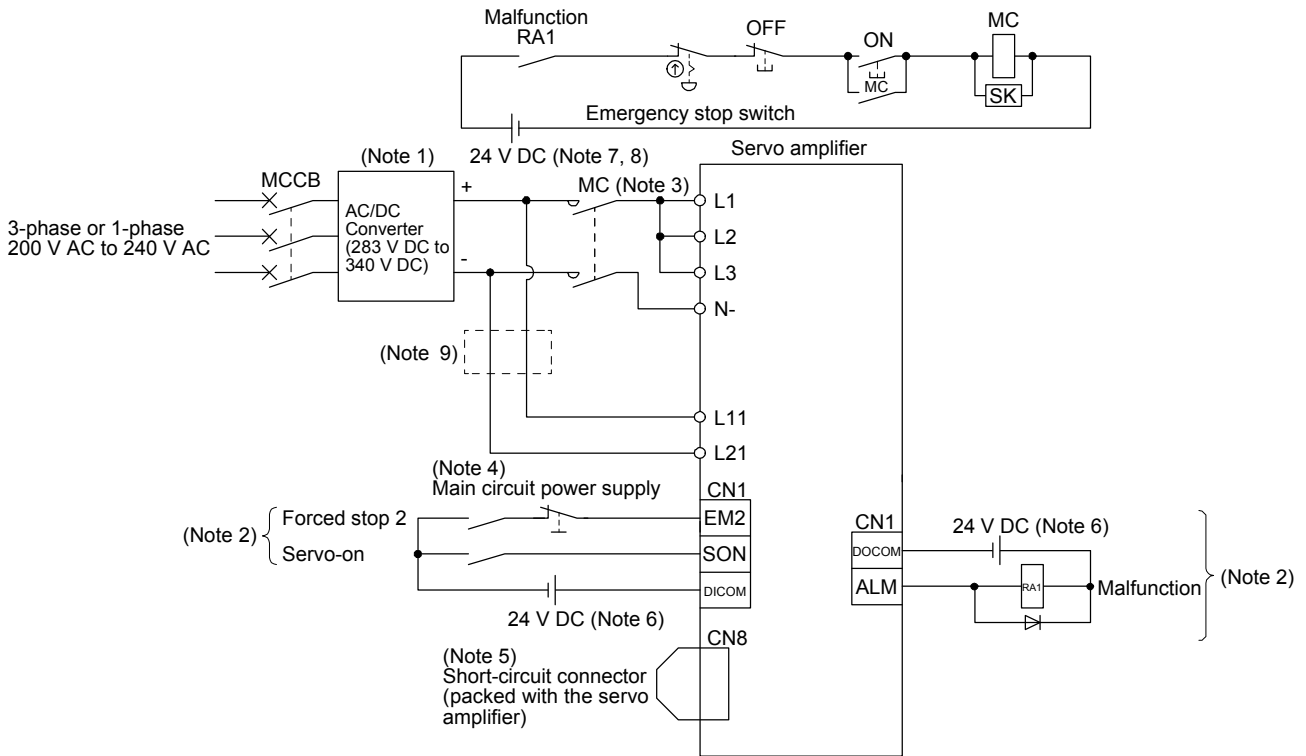 Malfunction
RA1
OFF
ON
MC
MC
SK
Emergency stop switch
24 V DC (Note 7, 8)
(Note 1)
Servo amplifier
MCCB
+
MC (Note 3)
L1
3-phase or 1-phase
200 V AC to 240 V AC
AC/DC
Converter
(283 V DC to
340 V DC)
L2
-
L3
N-
(Note 9)
L11
L21
(Note 4)
Main circuit power supply
CN1
(Note 2)
Forced stop 2
EM2
Servo-on
SON
DICOM
24 V DC (Note 6)
CN1
24 V DC (Note 6)
DOCOM
ALM
RA1
Malfunction
(Note 2)
CN8
(Note 5)
Short-circuit connector
(packed with the servo
amplifier)